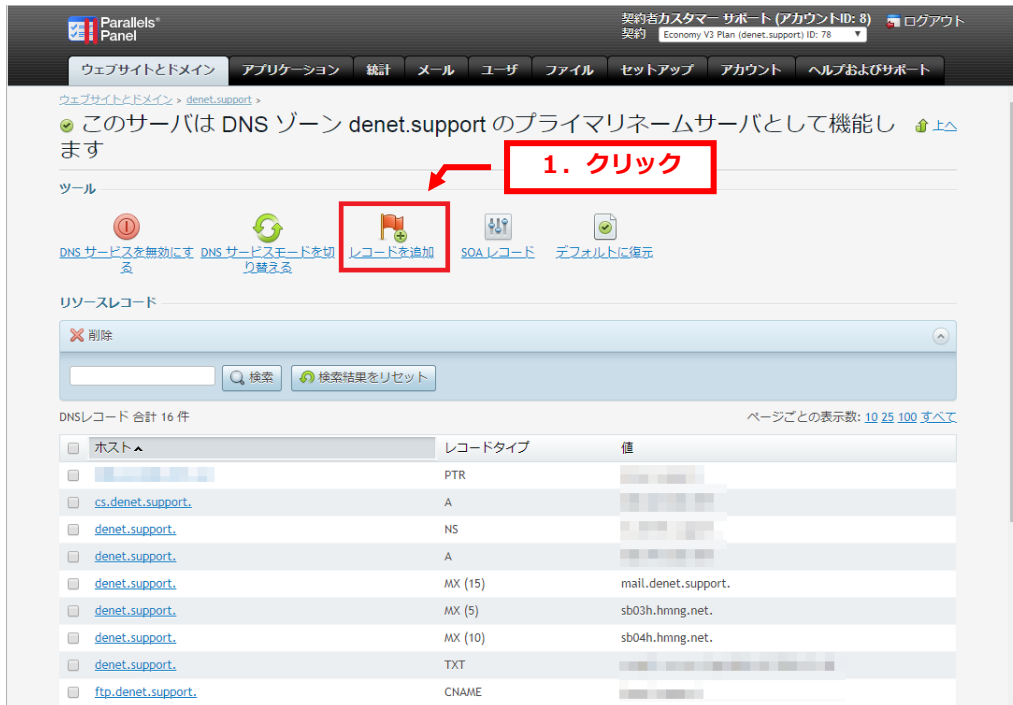 Parallels®
Panel
契約者カスタマー サポート (アカウントID: 8)
ログアウト
契約 Economy V3 Plan (denet.support) ID: 78
ウェブサイトとドメイン アプリケーション 統計 メール ユーザ ファイル セットアップ アカウント ヘルプおよびサポート
ウェブサイトとドメイン > denet.support >
このサーバは DNS ゾーン denet.support のプライマリネームサーバとして機能し
ます
上へ
1. クリック
ツール
DNS サービスを無効にす
る
DNS サービスモードを切
り替える
レコードを追加
SOA レコード
デフォルトに復元
リソースレコード
削除
検索 検索結果をリセット
DNSレコード 合計 16 件
ページごとの表示数: 10 25 100 すべて
ホスト レコードタイプ 値
PTR
cs.denet.support. A
denet.support. NS
denet.support. A
denet.support. MX (15) mail.denet.support.
denet.support. MX (5) sb03h.hmng.net.
denet.support. MX (10) sb04h.hmng.net.
denet.support. TXT
ftp.denet.support. CNAME